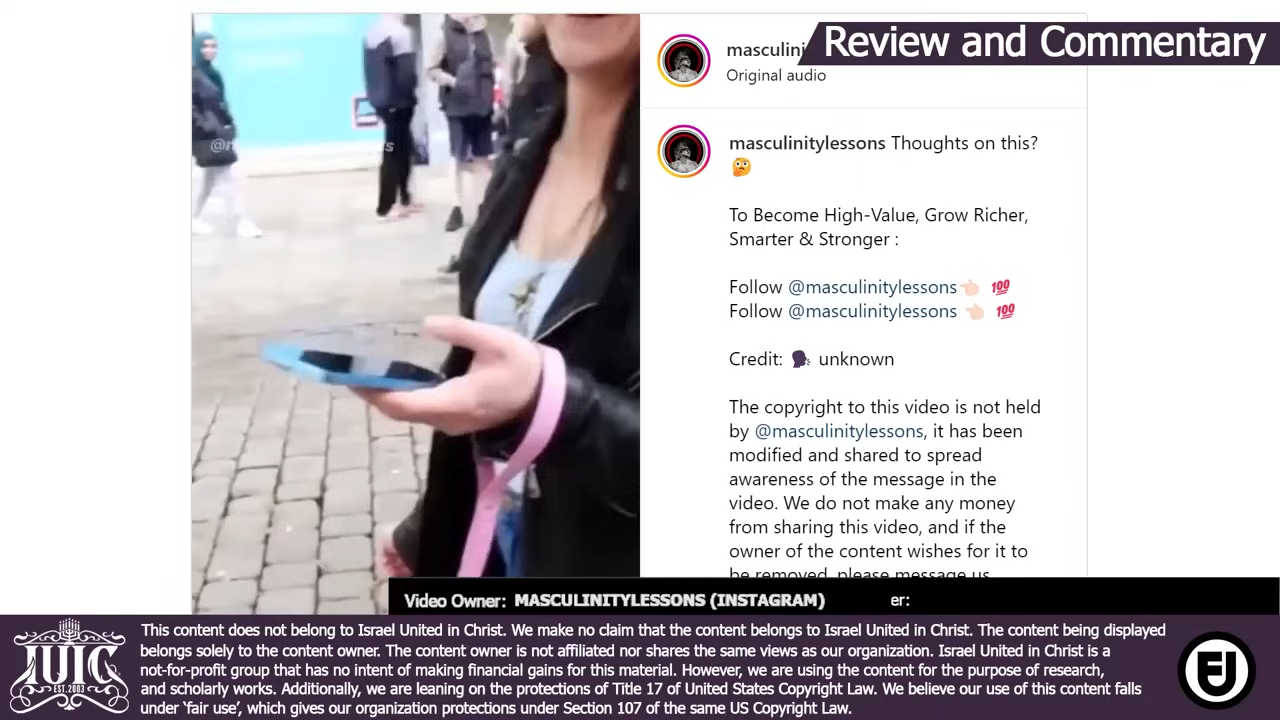 Review and Commentary
masculini
Original audio
masculinitylessons Thoughts on this?
To Become High-Value, Grow Richer,
Smarter & Stronger :
Follow @masculinitylessons 💯
Follow @masculinitylessons 💯
Credit: unknown
The copyright to this video is not held
by @masculinitylessons, it has been
modified and shared to spread
awareness of the message in the
video. We do not make any money
from sharing this video, and if the
owner of the content wishes for it to
be removed, please message us
Video Owner: MASCULINITYLESSONS (INSTAGRAM) er:
IUIC
EST. 2003
This content does not belong to Israel United in Christ. We make no claim that the content belongs to Israel United in Christ. The content being displayed
belongs solely to the content owner. The content owner is not affiliated nor shares the same views as our organization. Israel United in Christ is a
not-for-profit group that has no intent of making financial gains for this material. However, we are using the content for the purpose of research,
and scholarly works. Additionally, we are leaning on the protections of Title 17 of United States Copyright Law. We believe our use of this content falls
under 'fair use', which gives our organization protections under Section 107 of the same US Copyright Law.